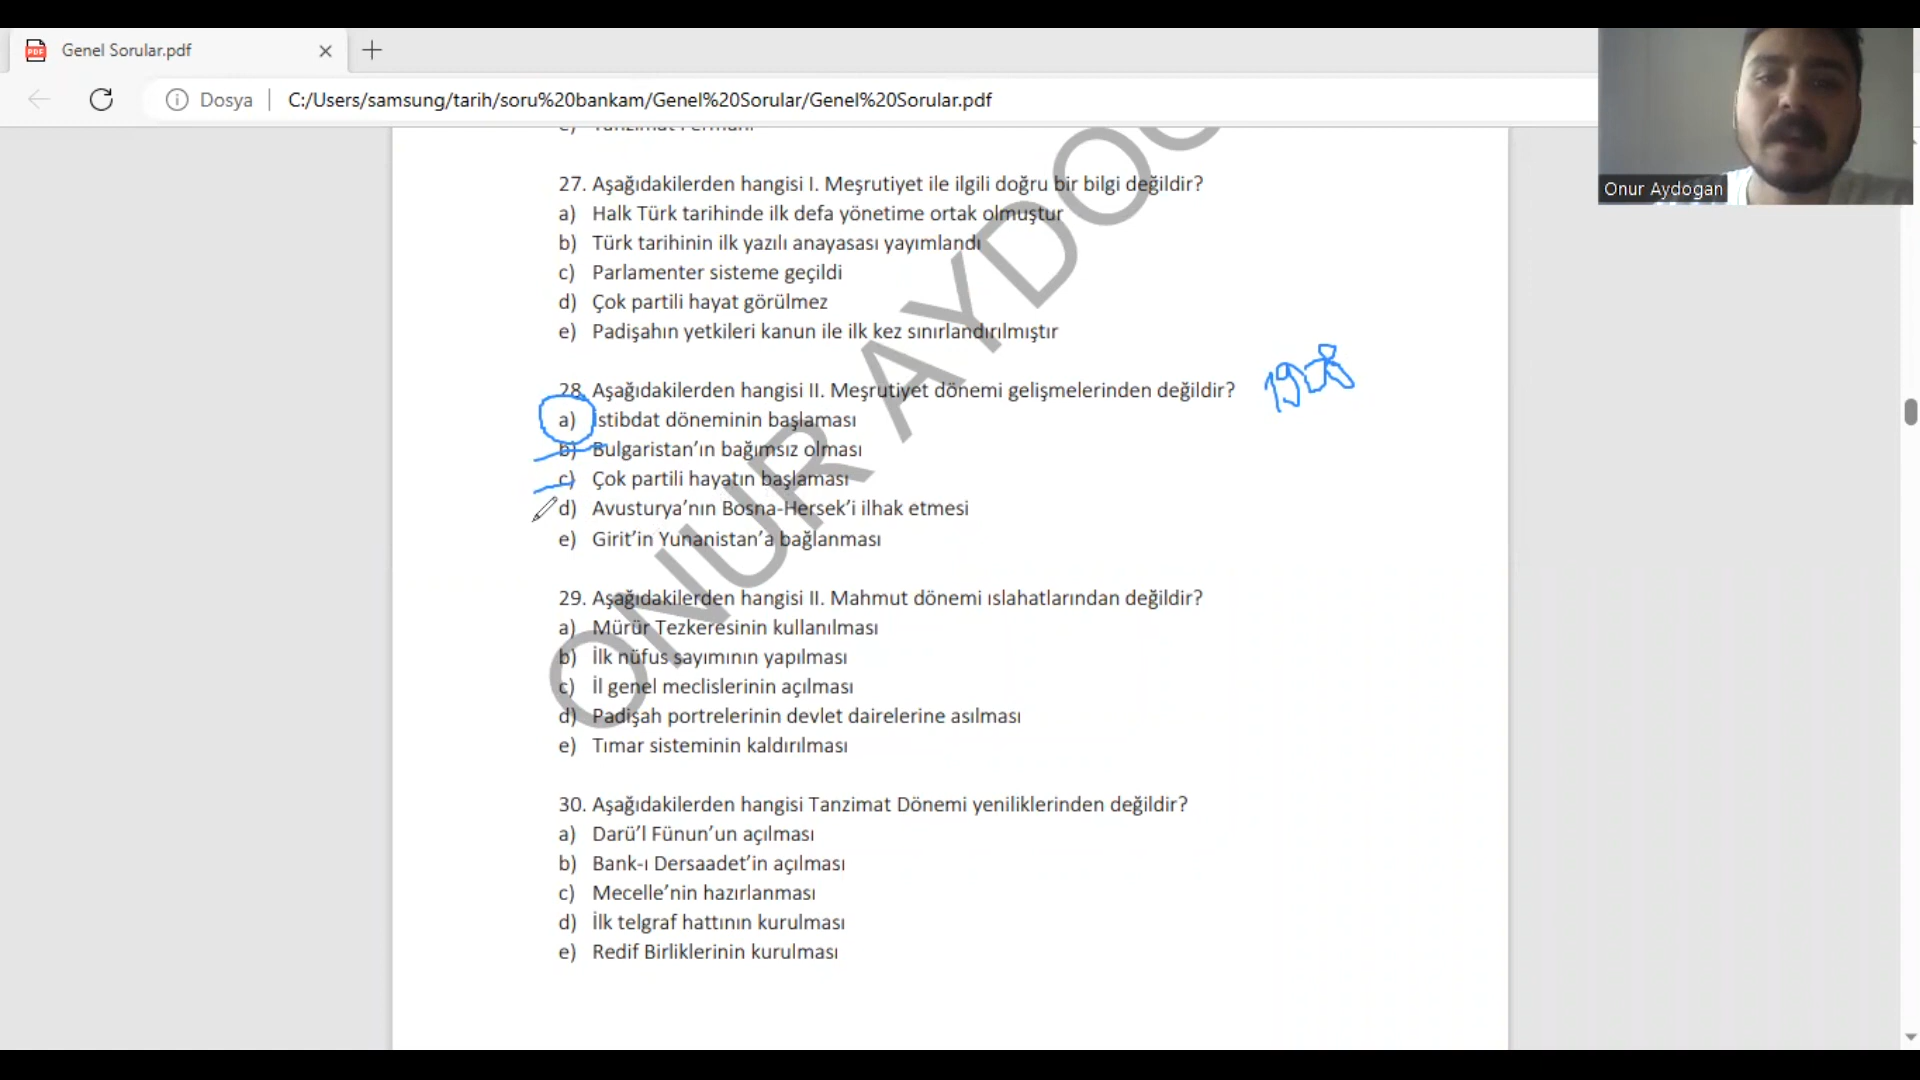 Genel Sorular.pdf
Dosya C:/Users/samsung/tarih/soru%20bankam/Genel%20Sorular/Genel%20Sorular.pdf
Onur Aydogan
e) Tanzimat Fermanı
27. Aşağıdakilerden hangisi I. Meşrutiyet ile ilgili doğru bir bilgi değildir?
a) Halk Türk tarihinde ilk defa yönetime ortak olmuştur
b) Türk tarihinin ilk yazılı anayasası yayımlandı
c) Parlamenter sisteme geçildi
d) Çok partili hayat görülmez
e) Padişahın yetkileri kanun ile ilk kez sınırlandırılmıştır
28. Aşağıdakilerden hangisi II. Meşrutiyet dönemi gelişmelerinden değildir? 1908
a) İstibdat döneminin başlaması
b) Bulgaristan’ın bağımsız olması
c) Çok partili hayatın başlaması
d) Avusturya’nın Bosna-Hersek’i ilhak etmesi
e) Girit’in Yunanistan’a bağlanması
29. Aşağıdakilerden hangisi II. Mahmut dönemi ıslahatlarından değildir?
a) Mürür Tezkeresinin kullanılması
b) İlk nüfus sayımının yapılması
c) İl genel meclislerinin açılması
d) Padişah portrelerinin devlet dairelerine asılması
e) Tımar sisteminin kaldırılması
30. Aşağıdakilerden hangisi Tanzimat Dönemi yeniliklerinden değildir?
a) Darü’l Fünun’un açılması
b) Bank-ı Dersaadet’in açılması
c) Mecelle’nin hazırlanması
d) İlk telgraf hattının kurulması
e) Redif Birliklerinin kurulması
ONUR AYDOĞ